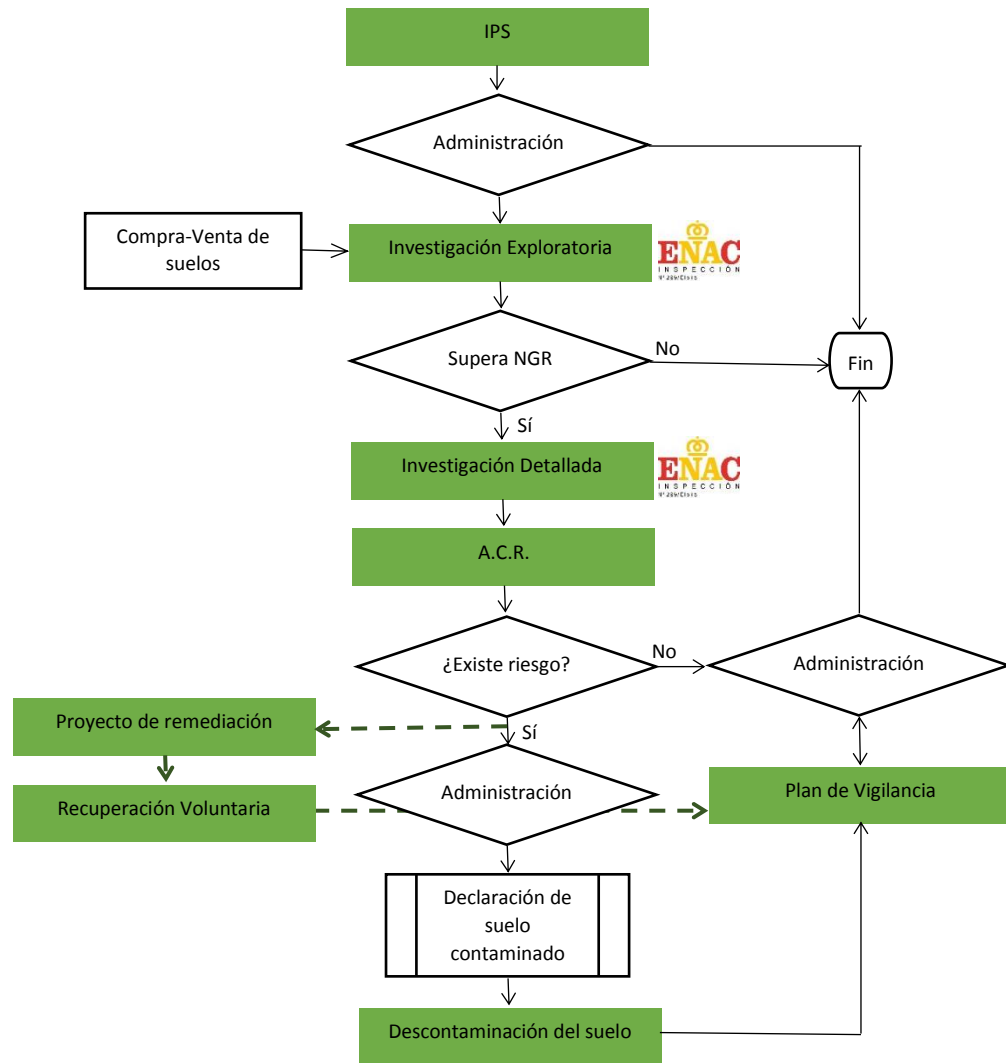 IPS
Administración
Compra-Venta de
suelos
Investigación Exploratoria
ENAC
INSPECCIÓN
Supera NGR
No
Fin
Sí
Investigación Detallada
ENAC
INSPECCIÓN
A.C.R.
¿Existe riesgo?
No
Administración
Proyecto de remediación
Sí
Recuperación Voluntaria
Administración
Plan de Vigilancia
Declaración de
suelo
contaminado
Descontaminación del suelo